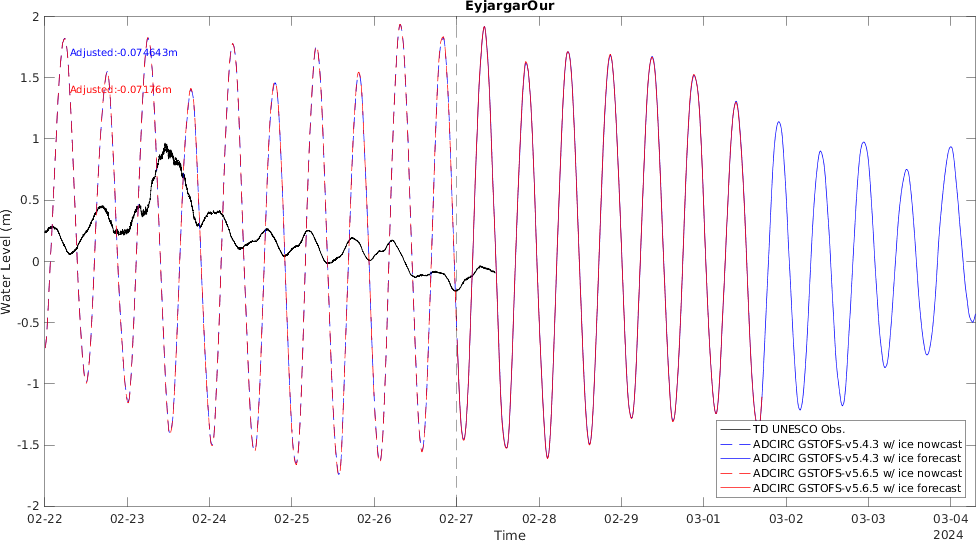 EyjargarOur
2
1.5
1
0.5
0
-0.5
-1
-1.5
-2
Water Level (m)
Adjusted:-0.074643m
Adjusted:-0.07176m
TD UNESCO Obs.
ADCIRC GSTOFS-v5.4.3 w/ ice nowcast
ADCIRC GSTOFS-v5.4.3 w/ ice forecast
ADCIRC GSTOFS-v5.6.5 w/ ice nowcast
ADCIRC GSTOFS-v5.6.5 w/ ice forecast
02-22 02-23 02-24 02-25 02-26 02-27 02-28 02-29 03-01 03-02 03-03 03-04
Time
2024